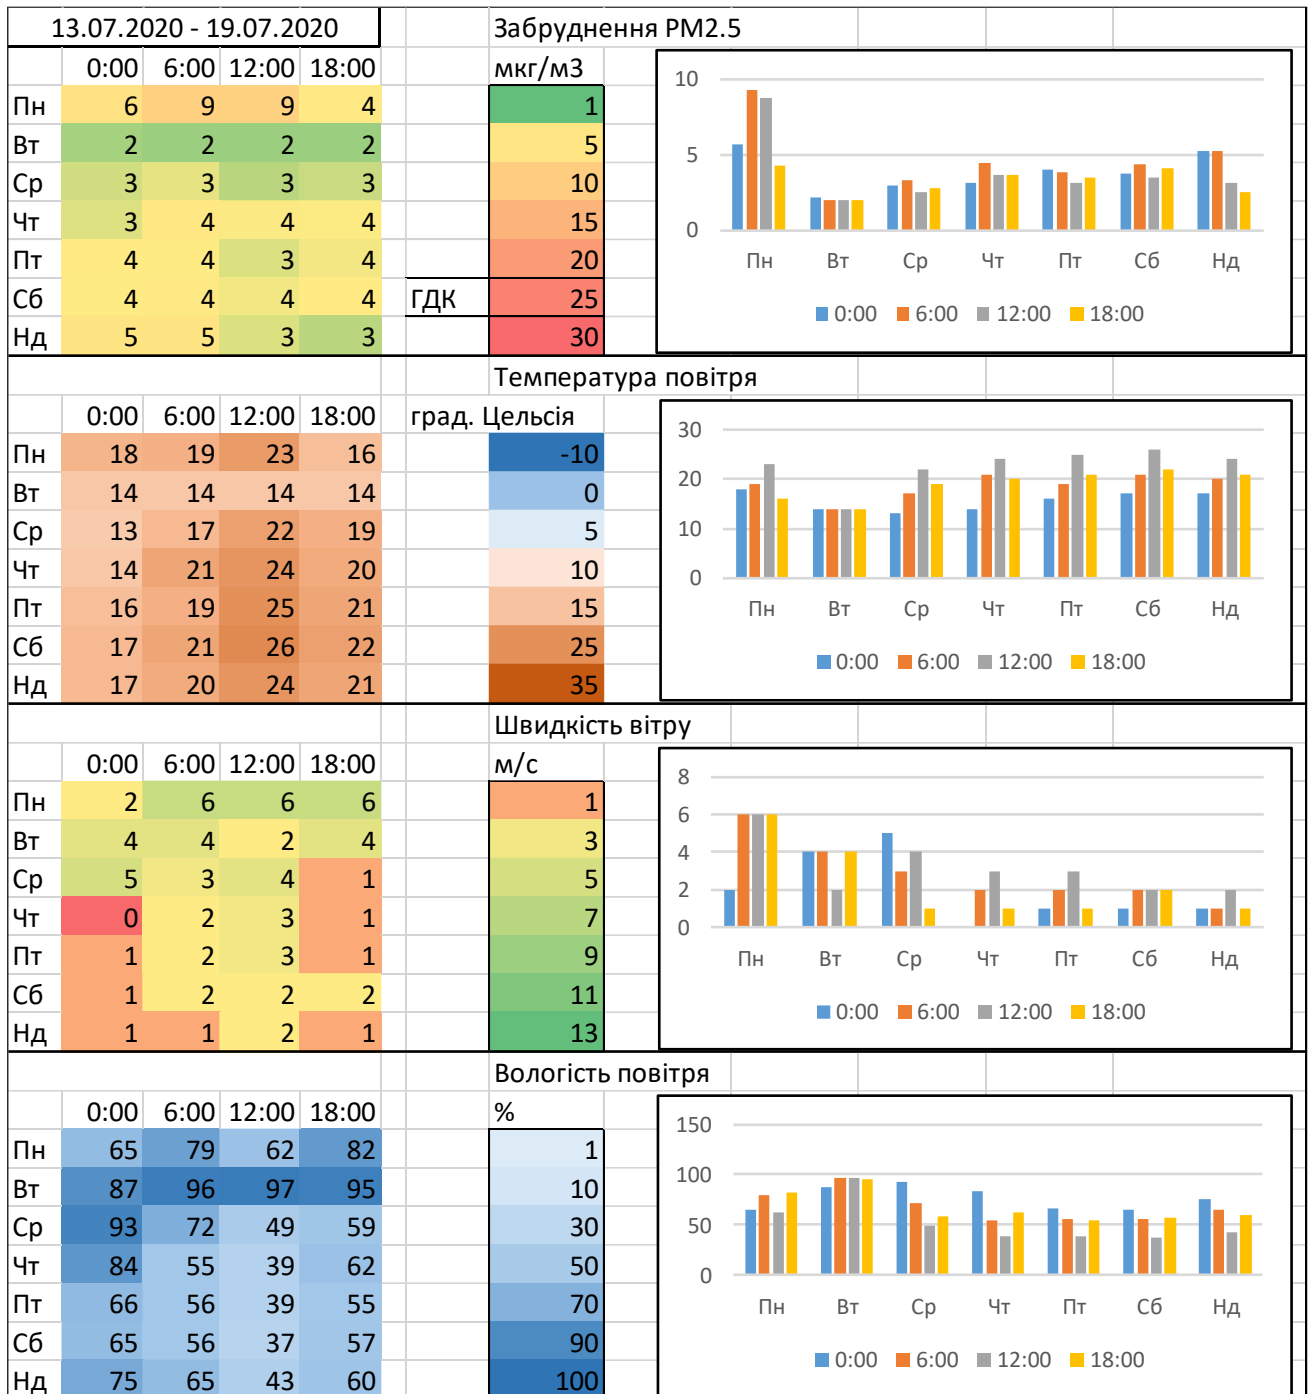 13.07.2020 - 19.07.2020 Забруднення PM2.5
0:00 6:00 12:00 18:00 мкг/м3
Пн 6 9 9 4 1
Вт 2 2 2 2 5
Ср 3 3 3 3 10
Чт 3 4 4 4 15
Пт 4 4 3 4 20
Сб 4 4 4 4 ГДК 25
Нд 5 5 3 3 30
10
5
0
Пн Вт Ср Чт Пт Сб Нд
0:00 6:00 12:00 18:00
Температура повітря
0:00 6:00 12:00 18:00 град. Цельсія
Пн 18 19 23 16 -10
Вт 14 14 14 14 0
Ср 13 17 22 19 5
Чт 14 21 24 20 10
Пт 16 19 25 21 15
Сб 17 21 26 22 25
Нд 17 20 24 21 35
30
20
10
0
Пн Вт Ср Чт Пт Сб Нд
0:00 6:00 12:00 18:00
Швидкість вітру
0:00 6:00 12:00 18:00 м/с
Пн 2 6 6 6 1
Вт 4 4 2 4 3
Ср 5 3 4 1 5
Чт 0 2 3 1 7
Пт 1 2 3 1 9
Сб 1 2 2 2 11
Нд 1 1 2 1 13
8
6
4
2
0
Пн Вт Ср Чт Пт Сб Нд
0:00 6:00 12:00 18:00
Вологість повітря
0:00 6:00 12:00 18:00 %
Пн 65 79 62 82 1
Вт 87 96 97 95 10
Ср 93 72 49 59 30
Чт 84 55 39 62 50
Пт 66 56 39 55 70
Сб 65 56 37 57 90
Нд 75 65 43 60 100
150
100
50
0
Пн Вт Ср Чт Пт Сб Нд
0:00 6:00 12:00 18:00